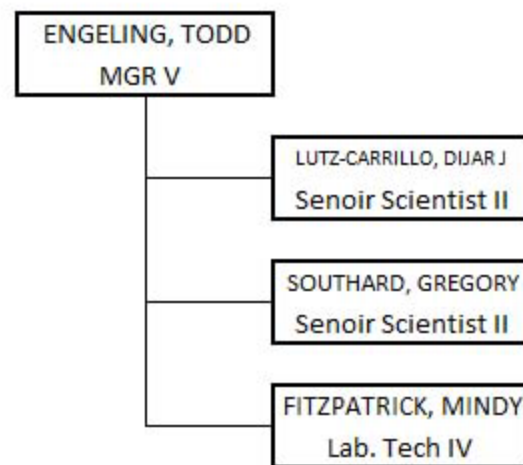 ENGELING, TODD
MGR V
LUTZ-CARRILLO, DIJAR J
Senoir Scientist II
SOUTHARD, GREGORY
Senoir Scientist II
FITZPATRICK, MINDY
Lab. Tech IV